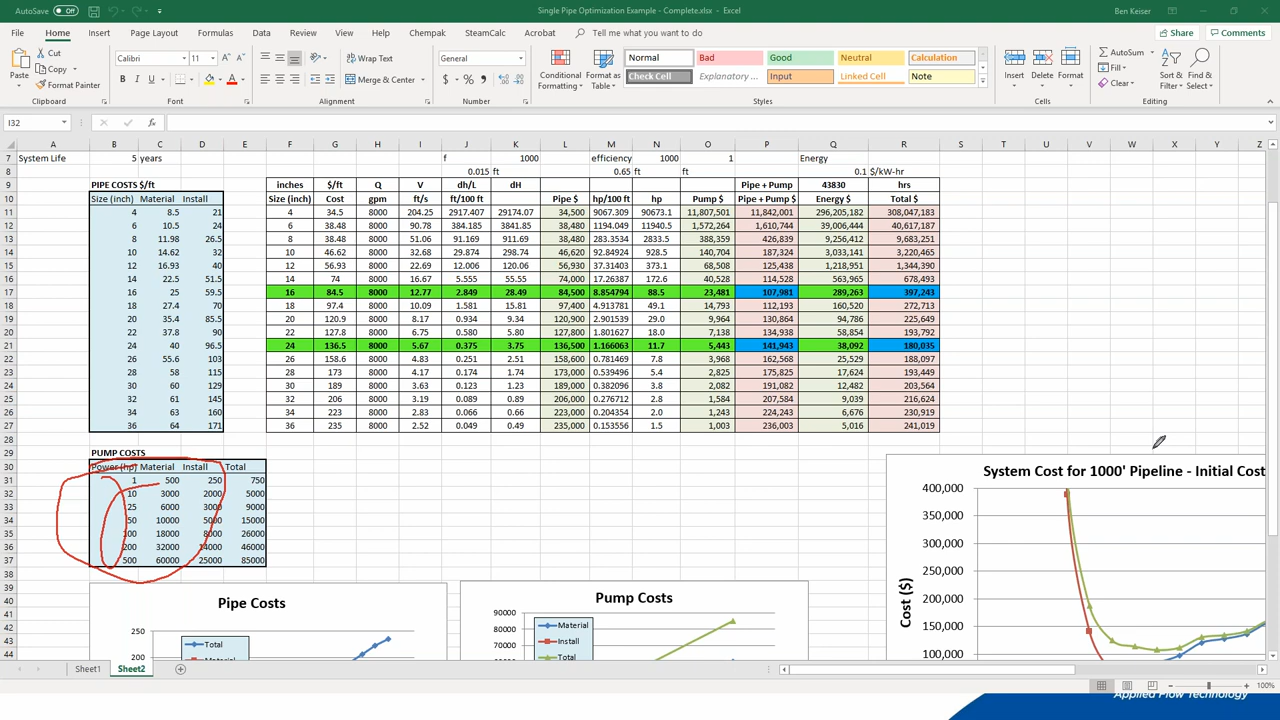 AutoSave Off Single Pipe Optimization Example - Complete.xlsx - Excel Ben Keiser
File Home Insert Page Layout Formulas Data Review View Help Chempak SteamCalc Acrobat Tell me what you want to do Share Comments
Paste Cut Copy Format Painter Calibri 11 B I U Wrap Text Merge & Center General $ % Conditional Formatting Format as Table Normal Bad Good Neutral Calculation Check Cell Explanatory ... Input Linked Cell Note Insert Delete Format AutoSum Fill Clear Sort & Filter Find & Select
Clipboard Font Alignment Number Styles Cells Editing
I32 fx
A B C D E F G H I J K L M N O P Q R S T U V W X Y Z
7 System Life 5 years f 1000 efficiency 1000 1 Energy
8 0.015 ft 0.65 ft ft 0.1 $/kW-hr
9 PIPE COSTS $/ft inches $/ft Q V dh/L dH Pipe + Pump 43830 hrs
10 Size (inch) Material Install Size (inch) Cost gpm ft/s ft/100 ft Pipe $ hp/100 ft hp Pump $ Pipe + Pump $ Energy $ Total $
11 4 8.5 21 4 34.5 8000 204.25 2917.407 29174.07 34,500 9067.309 90673.1 11,807,501 11,842,001 296,205,182 308,047,183
12 6 10.5 24 6 38.48 8000 90.78 384.185 3841.85 38,480 1194.049 11940.5 1,572,264 1,610,744 39,006,444 40,617,187
13 8 11.98 26.5 8 38.48 8000 51.06 91.169 911.69 38,480 283.3534 2833.5 388,359 426,839 9,256,412 9,683,251
14 10 14.62 32 10 46.62 8000 32.68 29.874 298.74 46,620 92.84924 928.5 140,704 187,324 3,033,141 3,220,465
15 12 16.93 40 12 56.93 8000 22.69 12.006 120.06 56,930 37.31403 373.1 68,508 125,438 1,218,951 1,344,390
16 14 22.5 51.5 14 74 8000 16.67 5.555 55.55 74,000 17.26387 172.6 40,528 114,528 563,965 678,493
17 16 25 59.5 16 84.5 8000 12.77 2.849 28.49 84,500 8.854794 88.5 23,481 107,981 289,263 397,243
18 18 27.4 70 18 97.4 8000 10.09 1.581 15.81 97,400 4.913781 49.1 14,793 112,193 160,520 272,713
19 20 35.4 85.5 20 120.9 8000 8.17 0.934 9.34 120,900 2.901539 29.0 9,964 130,864 94,786 225,649
20 22 37.8 90 22 127.8 8000 6.75 0.580 5.80 127,800 1.801627 18.0 7,138 134,938 58,854 193,792
21 24 40 96.5 24 136.5 8000 5.67 0.375 3.75 136,500 1.166063 11.7 5,443 141,943 38,092 180,035
22 26 55.6 103 26 158.6 8000 4.83 0.251 2.51 158,600 0.781469 7.8 3,968 162,568 25,529 188,097
23 28 58 115 28 173 8000 4.17 0.174 1.74 173,000 0.539496 5.4 2,825 175,825 17,624 193,449
24 30 60 129 30 189 8000 3.63 0.123 1.23 189,000 0.382096 3.8 2,082 191,082 12,482 203,564
25 32 61 145 32 206 8000 3.19 0.089 0.89 206,000 0.276712 2.8 1,584 207,584 9,039 216,624
26 34 63 160 34 223 8000 2.83 0.066 0.66 223,000 0.204354 2.0 1,243 224,243 6,676 230,919
27 36 64 171 36 235 8000 2.52 0.049 0.49 235,000 0.153556 1.5 1,003 236,003 5,016 241,019
28
29 PUMP COSTS
30 Power (hp) Material Install Total
31 1 500 250 750
32 10 3000 2000 5000
33 25 6000 3000 9000
34 50 10000 5000 15000
35 100 18000 8000 26000
36 200 32000 14000 46000
37 500 60000 25000 85000
38
39 Pipe Costs
40 Pump Costs
41
42
43
44
250
200
Total
90000
80000
70000
Material
Install
Total
System Cost for 1000' Pipeline - Initial Cost
Cost ($)
400,000
350,000
300,000
250,000
200,000
150,000
100,000
Sheet1 Sheet2
100%
Applied Flow Technology